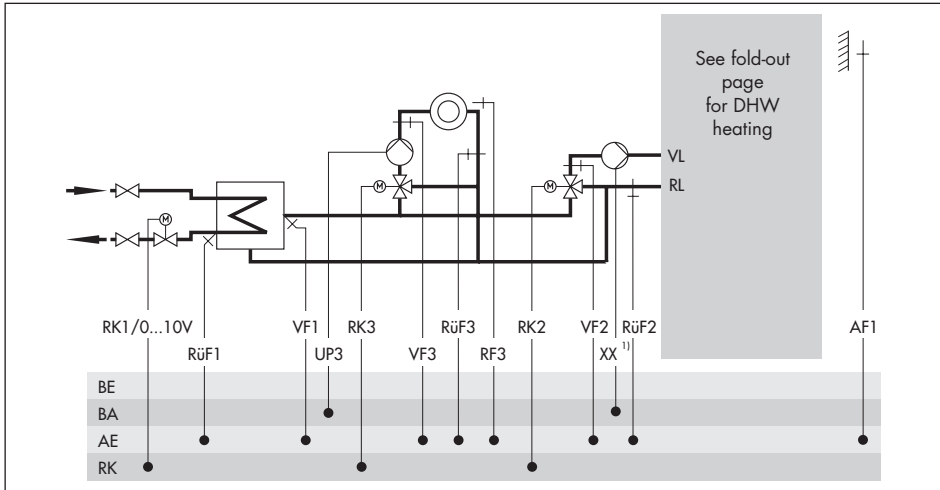 See fold-out
page
for DHW
heating
VL
RL
M
M
M
RK1/0...10V
VF1
RK3
RüF3
RK2
VF2
RüF2
AF1
RüF1
UP3
VF3
RF3
XX 1)
BE
BA
AE
RK